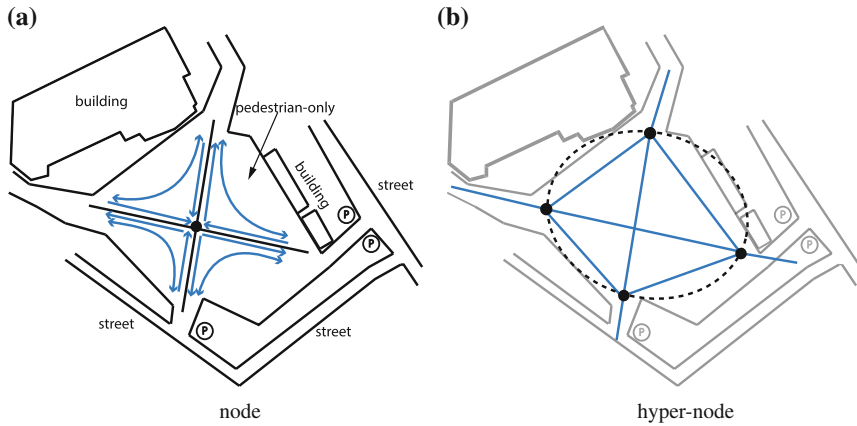 (a)
(b)
building
pedestrian-only
building
street
P
P
P
street
street
P
P
P
node
hyper-node